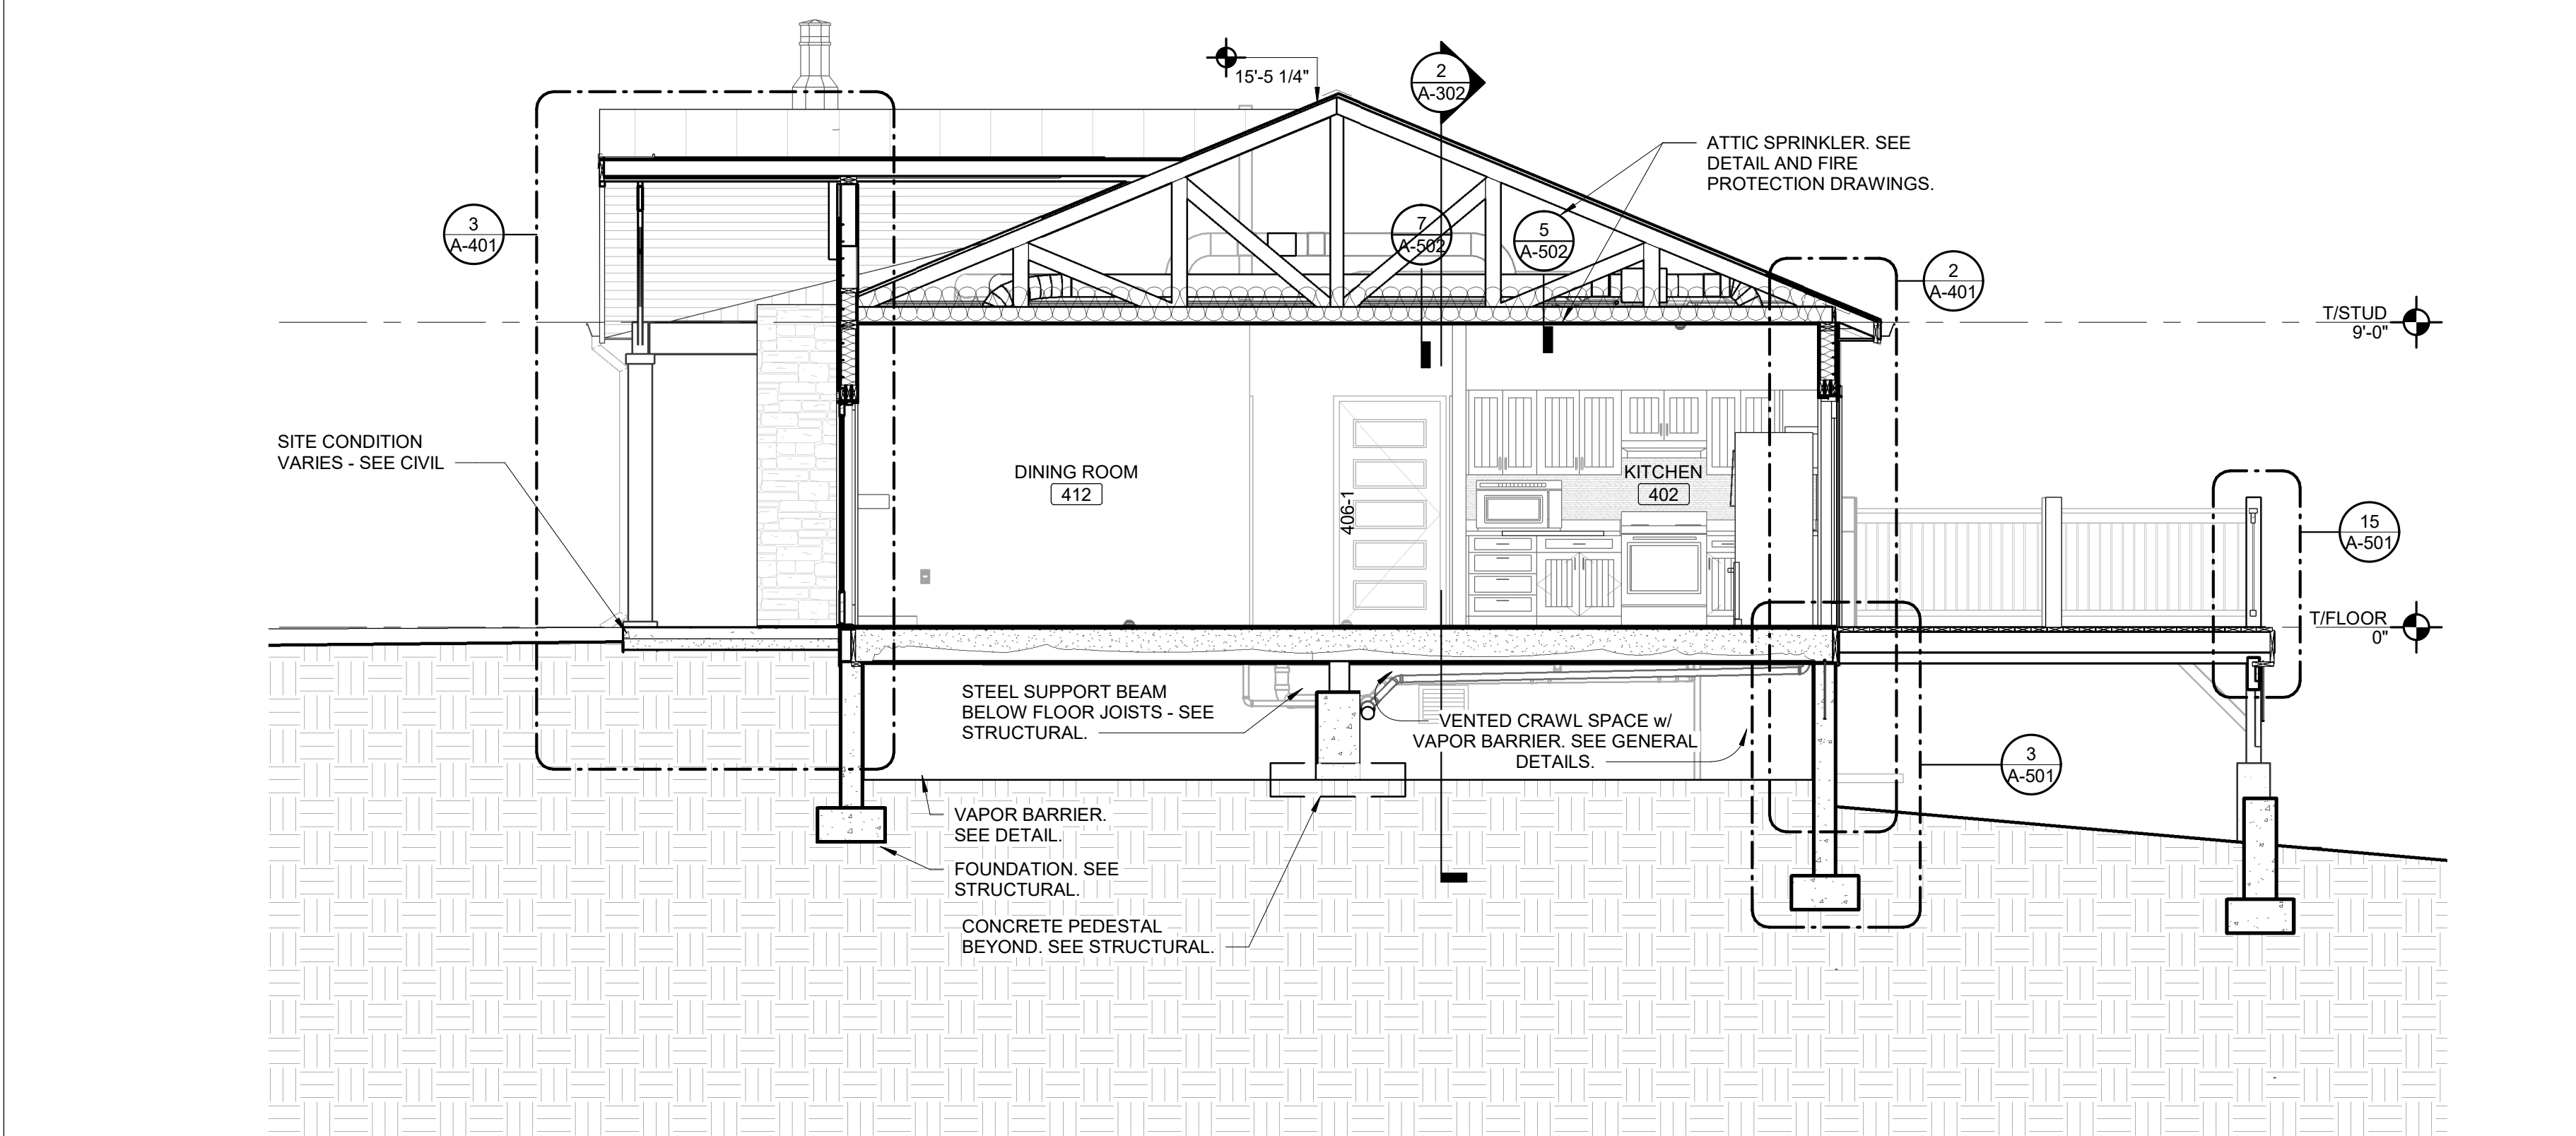 15'-5 1/4"
2
A-302
ATTIC SPRINKLER. SEE
DETAIL AND FIRE
PROTECTION DRAWINGS.
3
A-401
7
A-502
5
A-502
2
A-401
T/STUD
9'-0"
SITE CONDITION
VARIES - SEE CIVIL
DINING ROOM
412
406-1
KITCHEN
402
15
A-501
T/FLOOR
0"
STEEL SUPPORT BEAM
BELOW FLOOR JOISTS - SEE
STRUCTURAL.
VENTED CRAWL SPACE w/
VAPOR BARRIER. SEE GENERAL
DETAILS.
3
A-501
VAPOR BARRIER.
SEE DETAIL.
FOUNDATION. SEE
STRUCTURAL.
CONCRETE PEDESTAL
BEYOND. SEE STRUCTURAL.